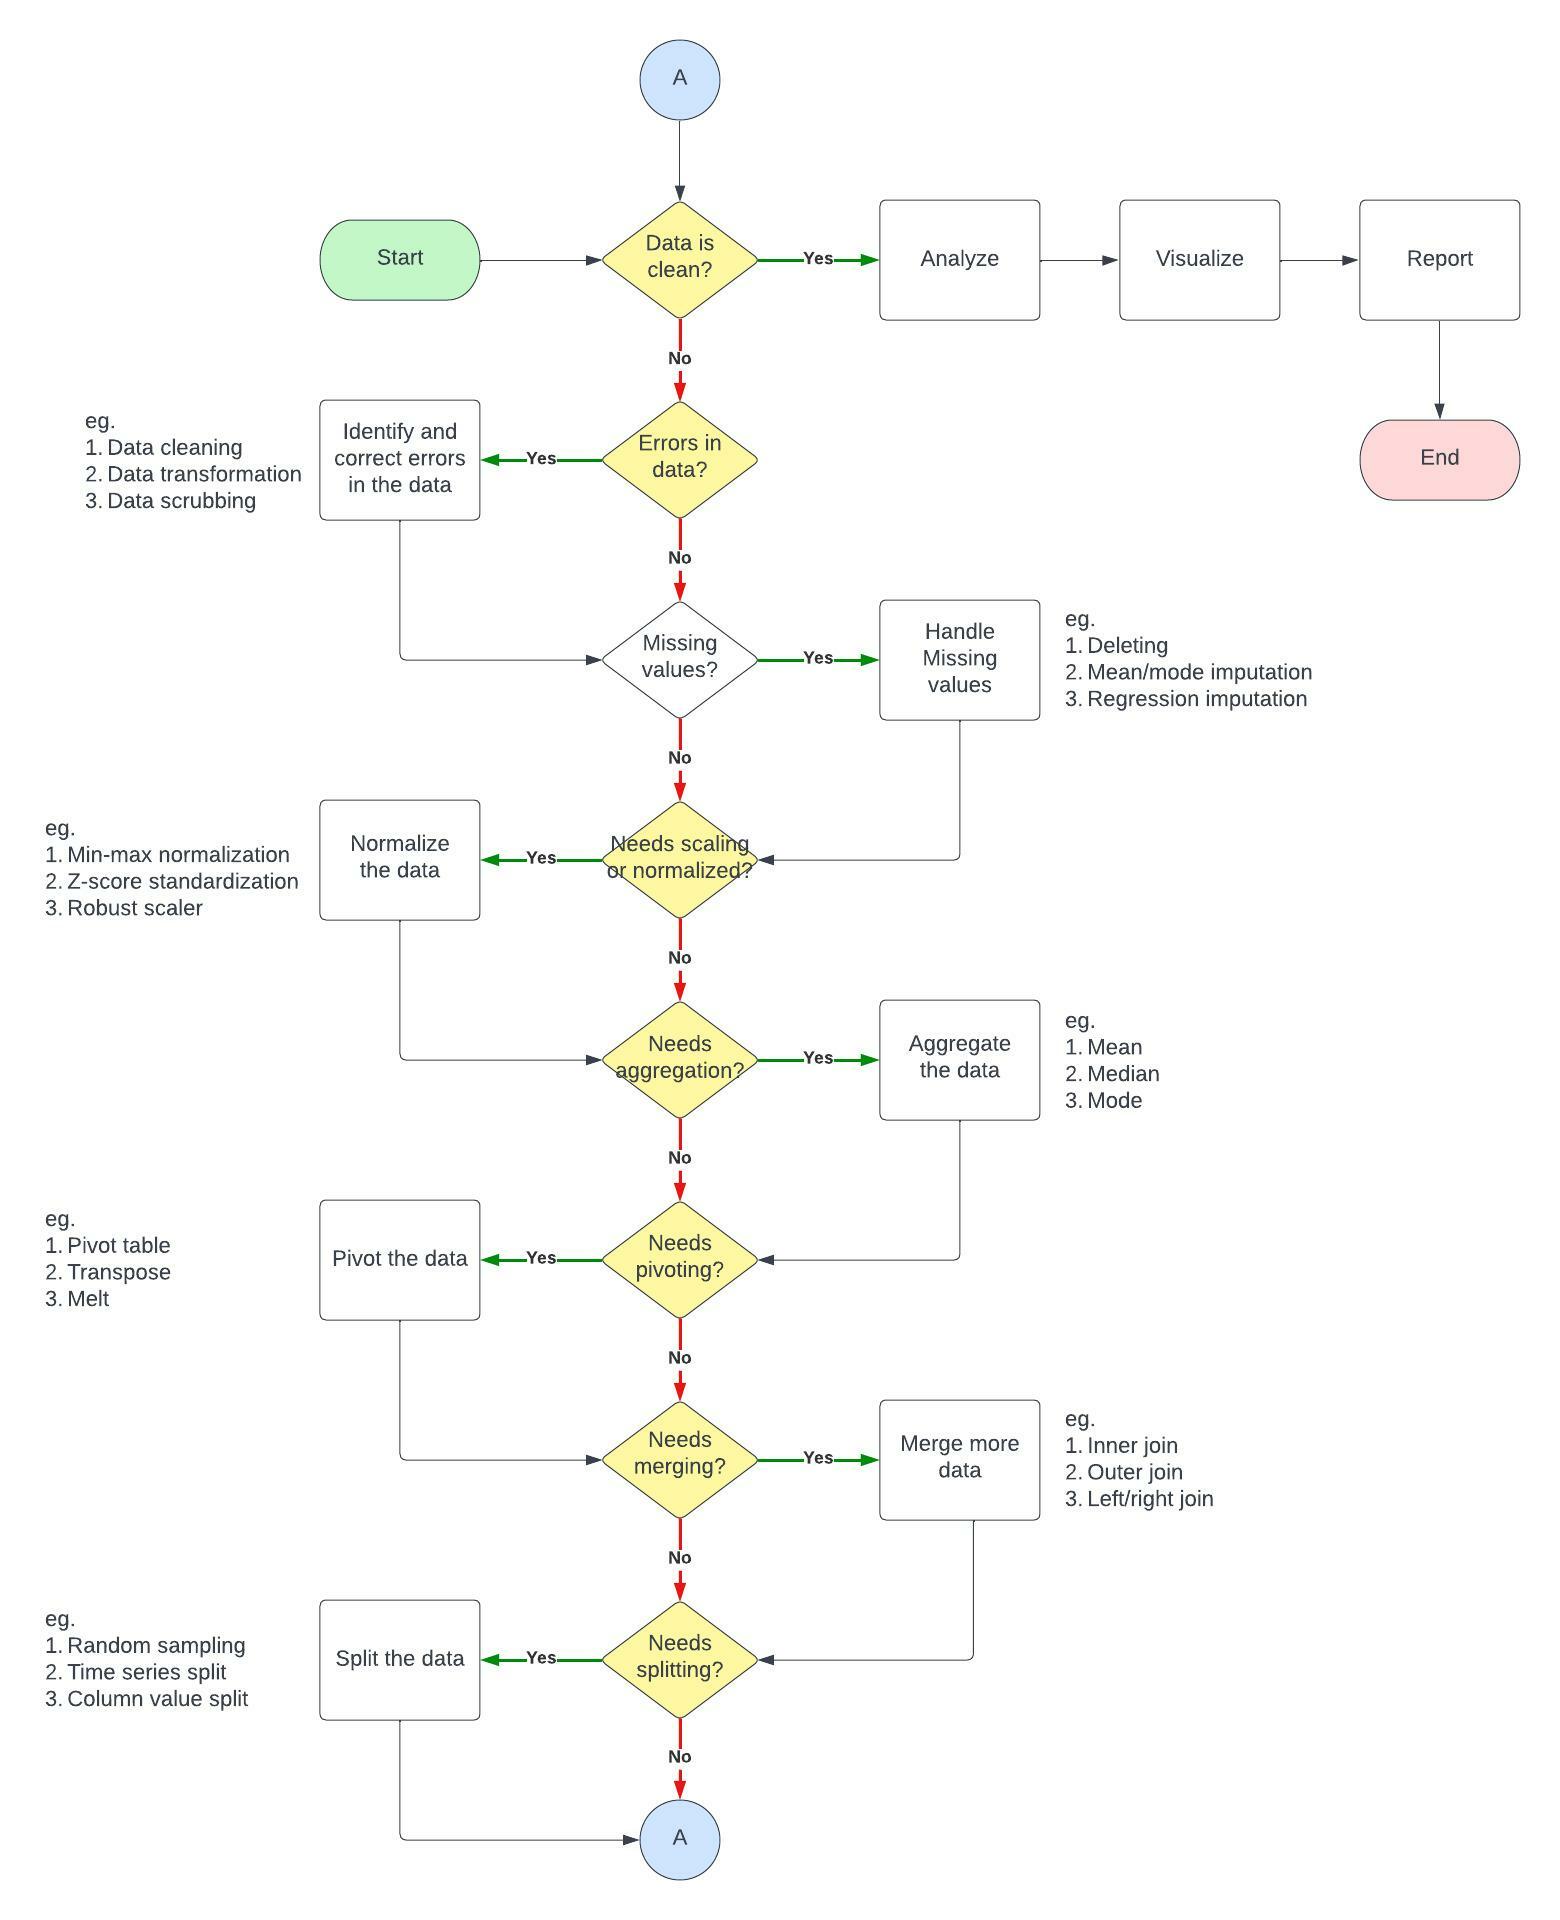 A
Start
Data is
clean?
Yes
Analyze
Visualize
Report
No
eg.
1. Data cleaning
2. Data transformation
3. Data scrubbing
Identify and
correct errors
in the data
Yes
Errors in
data?
End
No
Missing
values?
Yes
Handle
Missing
values
eg.
1. Deleting
2. Mean/mode imputation
3. Regression imputation
No
eg.
1. Min-max normalization
2. Z-score standardization
3. Robust scaler
Normalize
the data
Yes
Needs scaling
or normalized?
No
Needs
aggregation?
Yes
Aggregate
the data
eg.
1. Mean
2. Median
3. Mode
No
eg.
1. Pivot table
2. Transpose
3. Melt
Pivot the data
Yes
Needs
pivoting?
No
Needs
merging?
Yes
Merge more
data
eg.
1. Inner join
2. Outer join
3. Left/right join
No
eg.
1. Random sampling
2. Time series split
3. Column value split
Split the data
Yes
Needs
splitting?
No
A